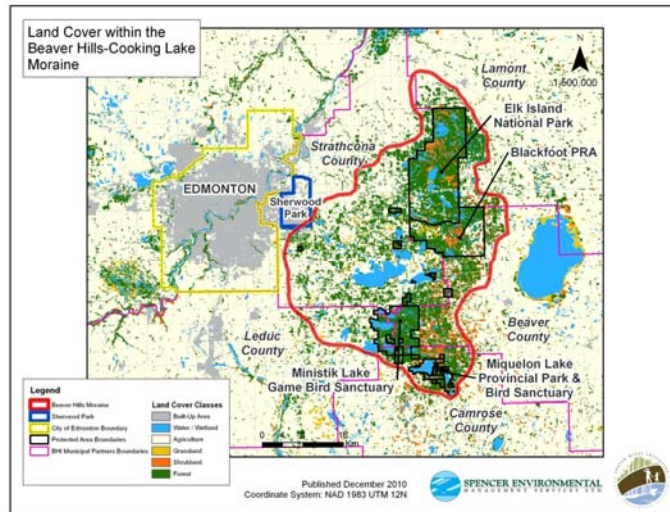 Land Cover within the
Beaver Hills-Cooking Lake
Moraine
N
1:500,000
Lamont
County
Elk Island
National Park
Blackfoot PRA
Strathcona
County
EDMONTON
Sherwood
Park
Leduc
County
Beaver
County
Ministik Lake
Game Bird Sanctuary
Miquelon Lake
Provincial Park &
Bird Sanctuary
Camrose
County
Legend
Beaver Hills Moraine
Sherwood Park
City of Edmonton Boundary
Protected Area Boundaries
BHI Municipal Partners Boundaries
Land Cover Classes
Built-Up Area
Water / Wetland
Agriculture
Grassland
Shrubland
Forest
Km
Published December 2010
Coordinate System: NAD 1983 UTM 12N
SPENCER ENVIRONMENTAL
MANAGEMENT SERVICES LTD.